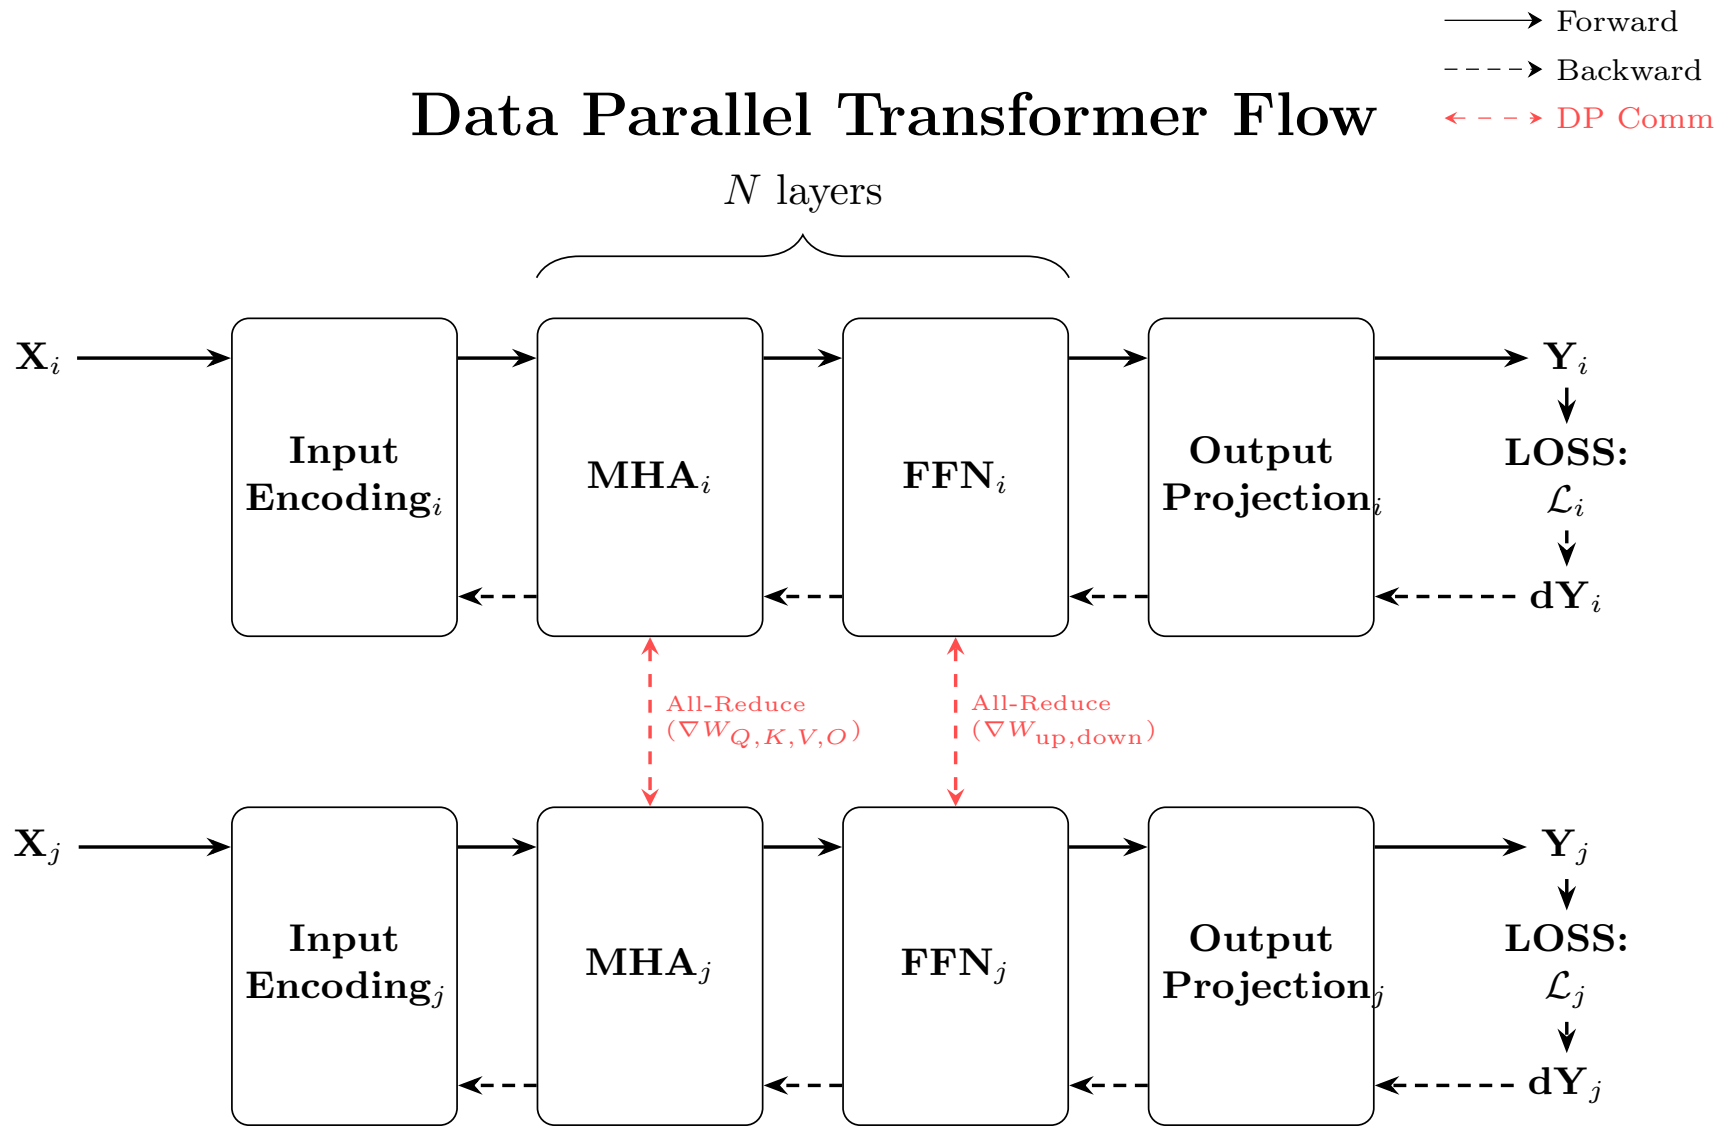 Forward
Backward
DP Comm
Data Parallel Transformer Flow
N layers
X_i
Input
Encoding_i
MHA_i
FFN_i
Output
Projection_i
Y_i
LOSS:
ℒ_i
dY_i
All-Reduce
(∇W_{Q,K,V,O})
All-Reduce
(∇W_{up,down})
X_j
Input
Encoding_j
MHA_j
FFN_j
Output
Projection_j
Y_j
LOSS:
ℒ_j
dY_j